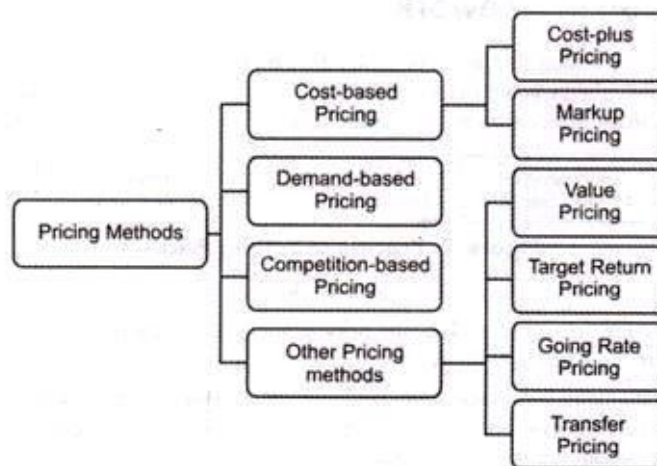 Pricing Methods
Cost-based
Pricing
Cost-plus
Pricing
Markup
Pricing
Demand-based
Pricing
Competition-based
Pricing
Other Pricing
methods
Value
Pricing
Target Return
Pricing
Going Rate
Pricing
Transfer
Pricing